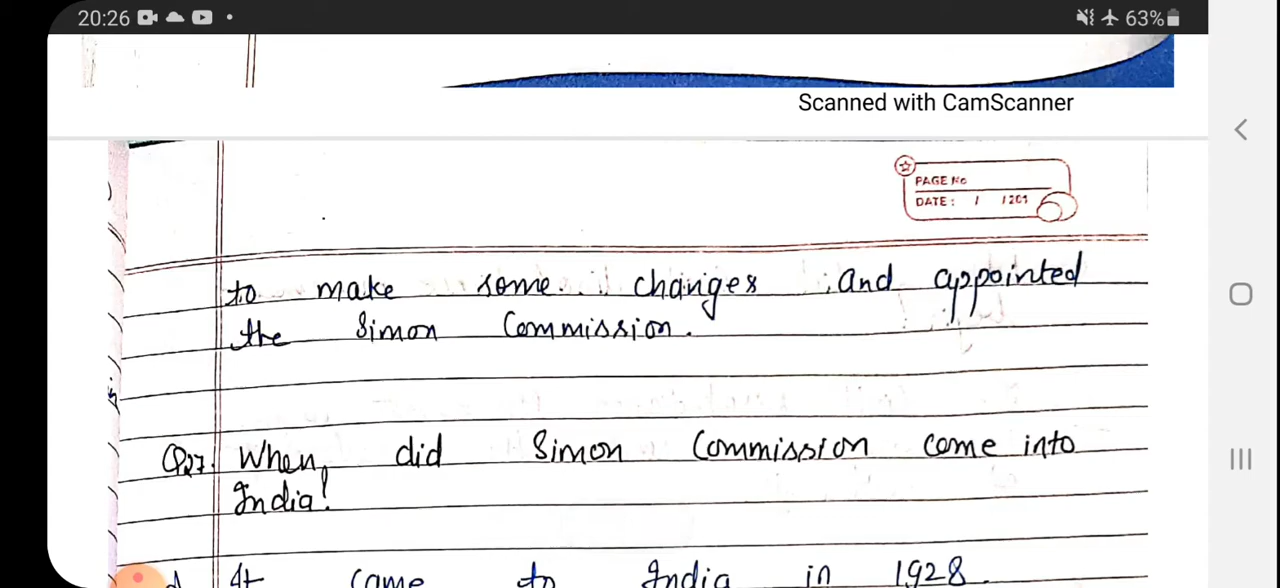 20:26
63%
Scanned with CamScanner
PAGE No
DATE: / /201
to make some changes and appointed
the Simon Commission.
Q27. When did Simon Commission come into
India!
It came to India in 1928.